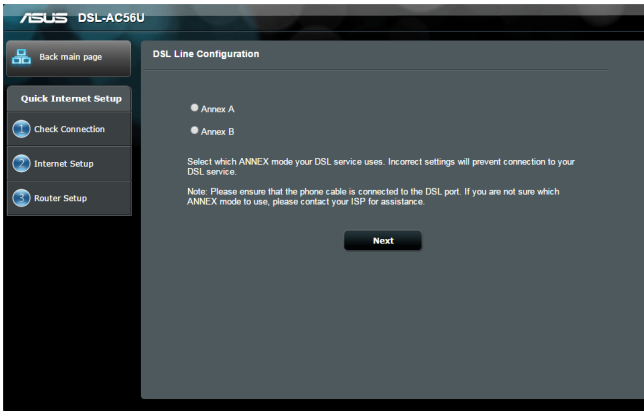 ASUS DSL-AC56U
Back main page
Quick Internet Setup
1 Check Connection
2 Internet Setup
3 Router Setup
DSL Line Configuration
Annex A
Annex B
Select which ANNEX mode your DSL service uses. Incorrect settings will prevent connection to your
DSL service.
Note: Please ensure that the phone cable is connected to the DSL port. If you are not sure which
ANNEX mode to use, please contact your ISP for assistance.
Next